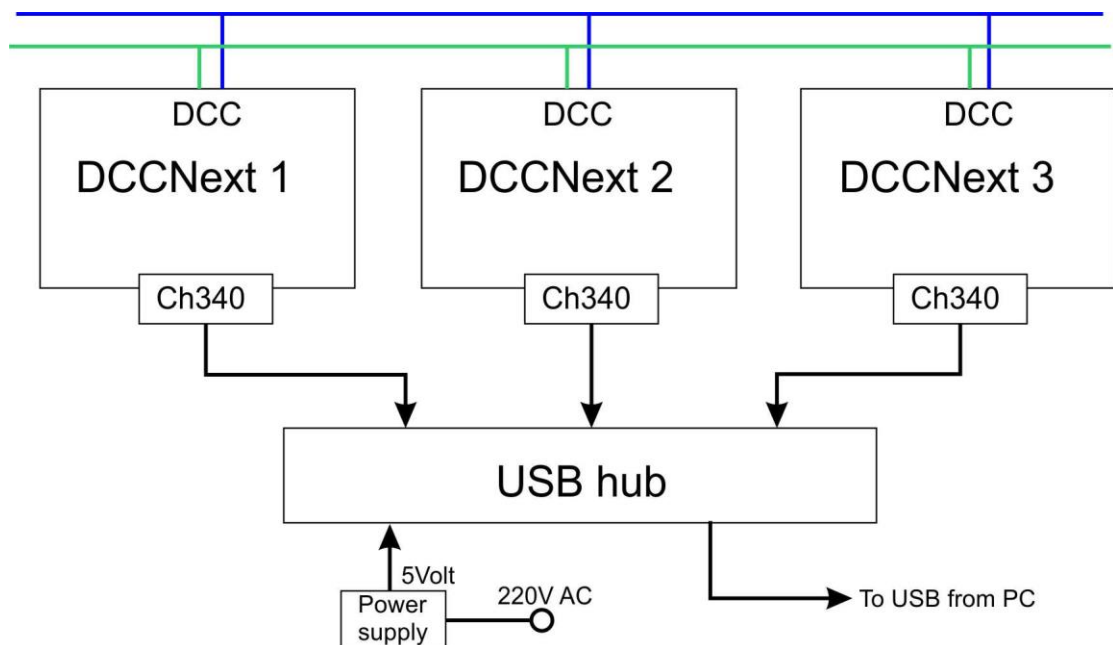 DCC
DCCNext 1
Ch340
DCC
DCCNext 2
Ch340
DCC
DCCNext 3
Ch340
USB hub
5Volt
Power
supply
220V AC
To USB from PC